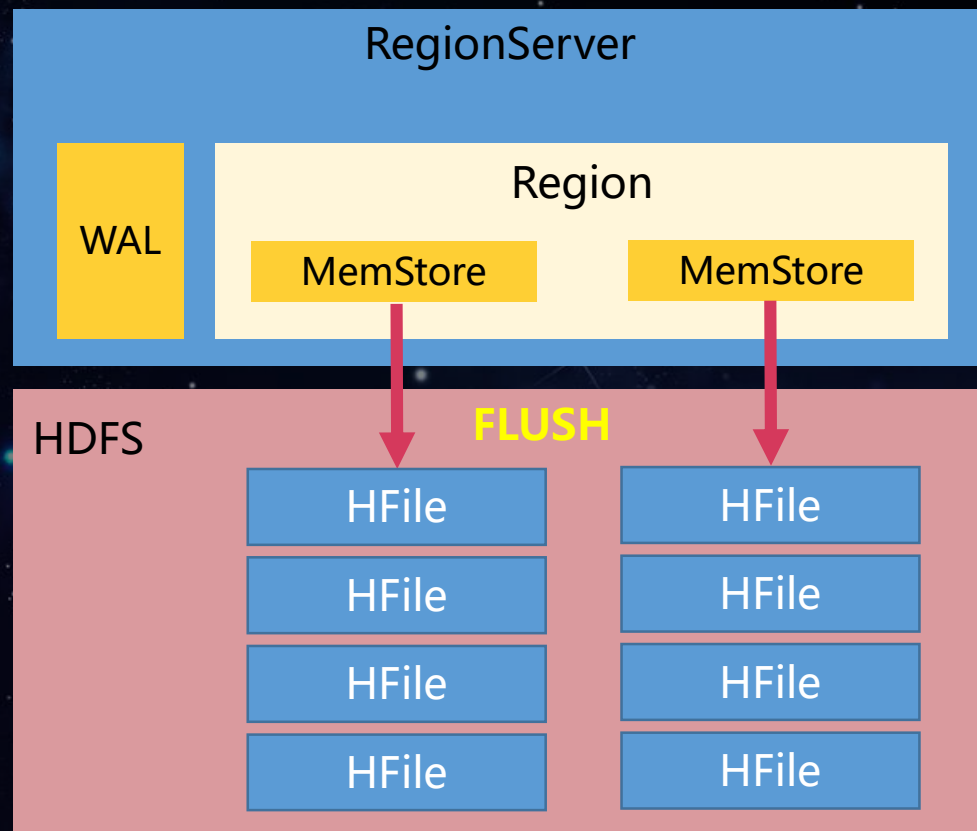 RegionServer
WAL
Region
MemStore
MemStore
HDFS
FLUSH
HFile
HFile
HFile
HFile
HFile
HFile
HFile
HFile